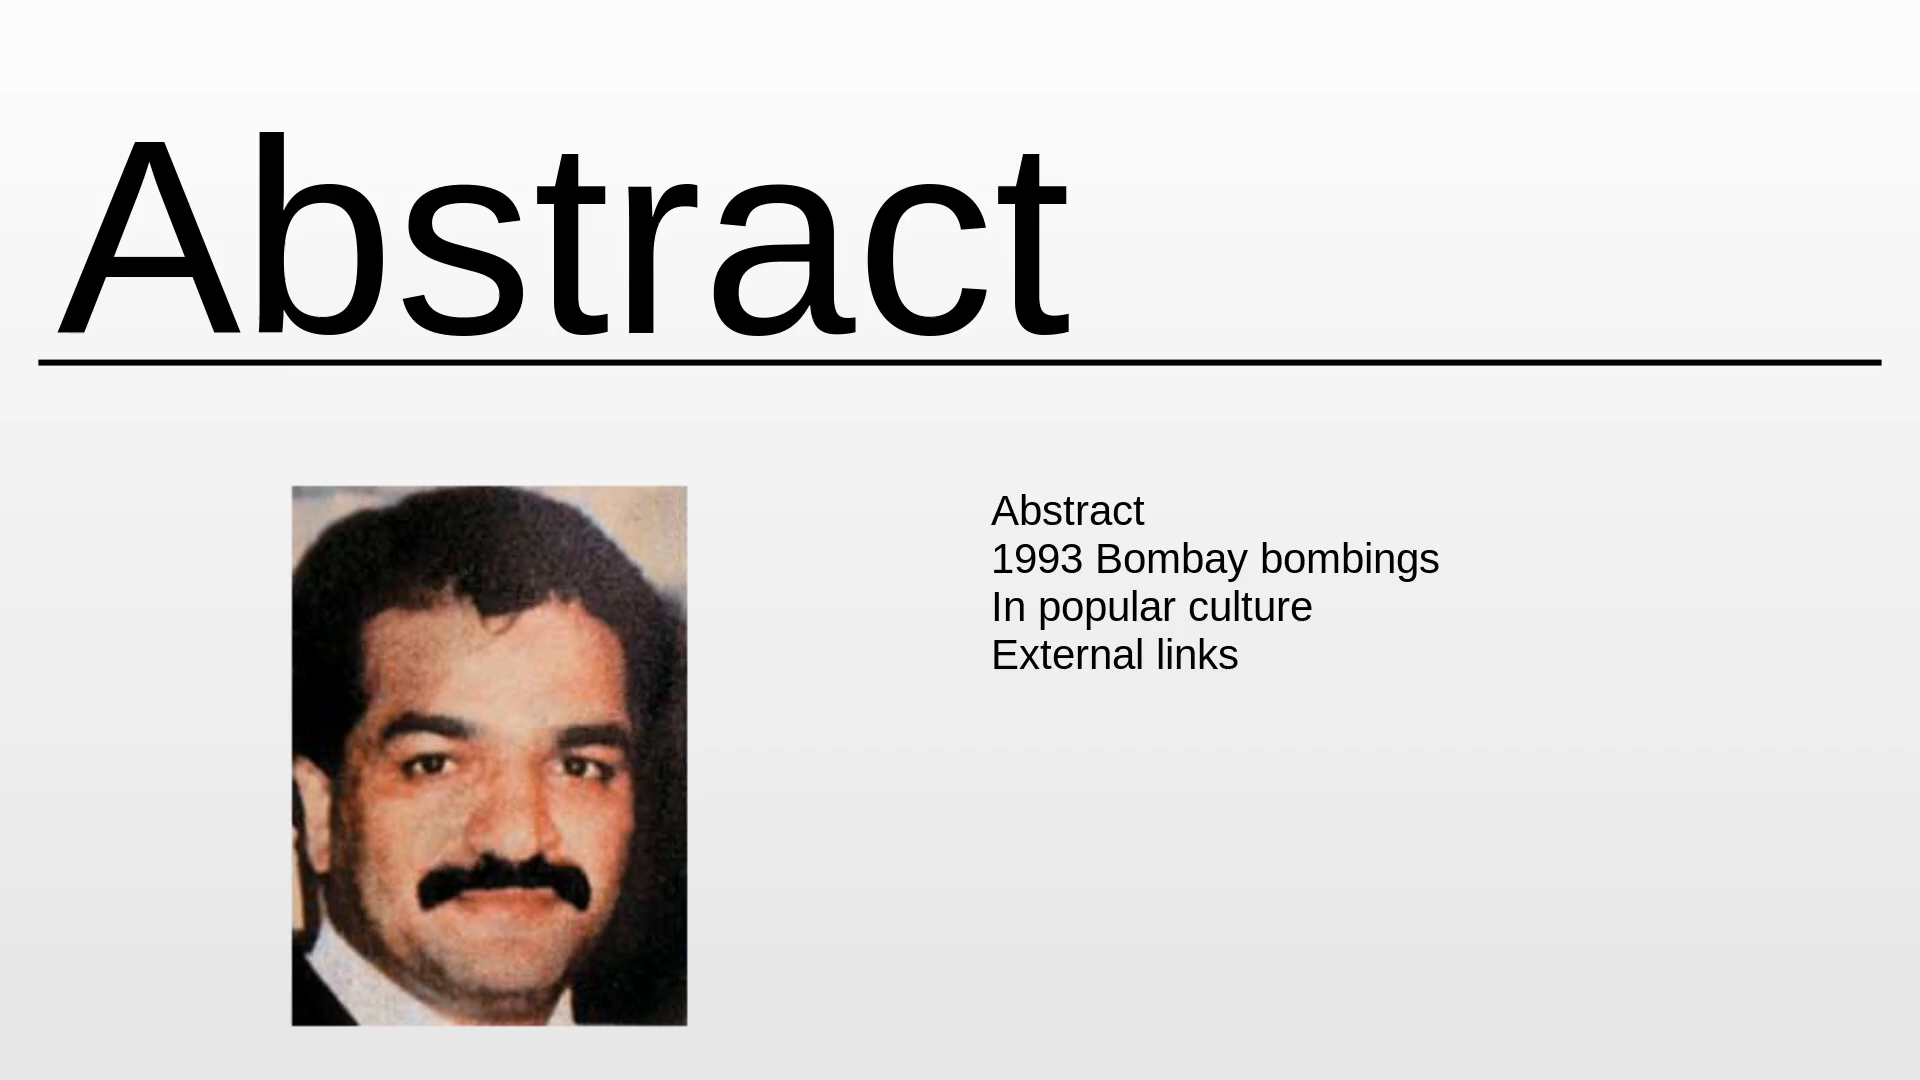 Abstract
Abstract
1993 Bombay bombings
In popular culture
External links